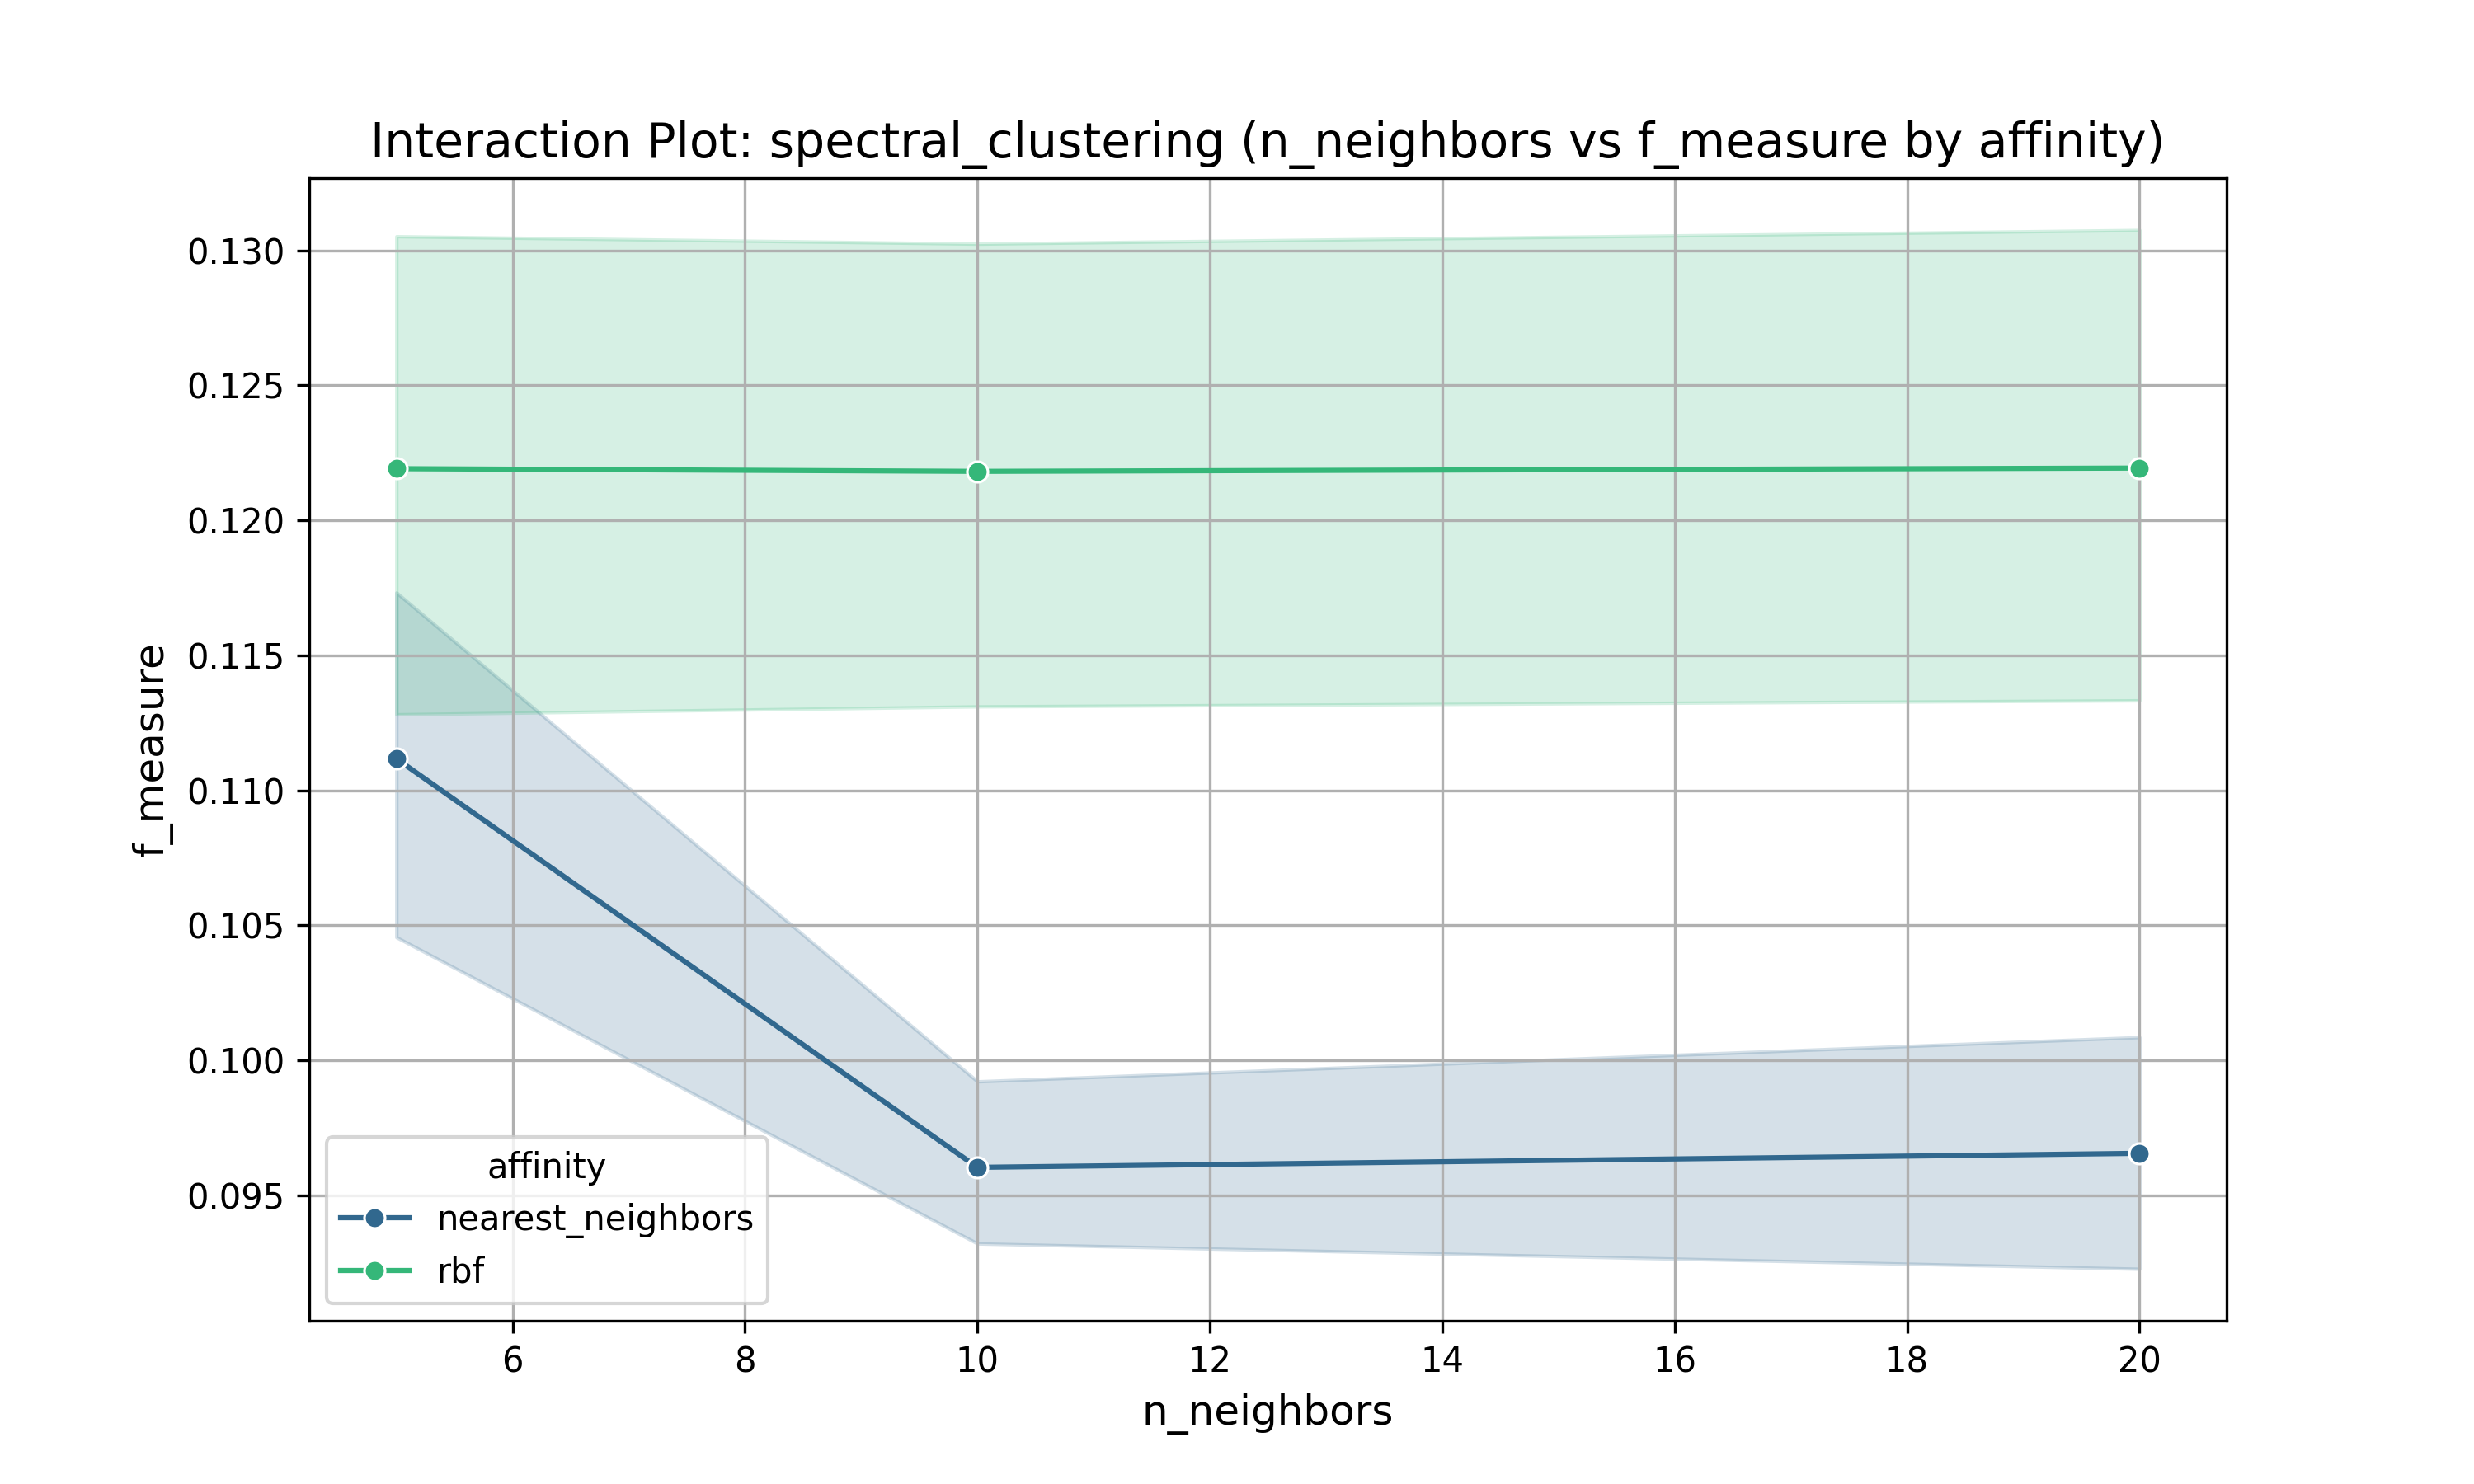 Interaction Plot: spectral_clustering (n_neighbors vs f_measure by affinity)
f_measure
0.130
0.125
0.120
0.115
0.110
0.105
0.100
0.095
affinity
nearest_neighbors
rbf
6 8 10 12 14 16 18 20
n_neighbors